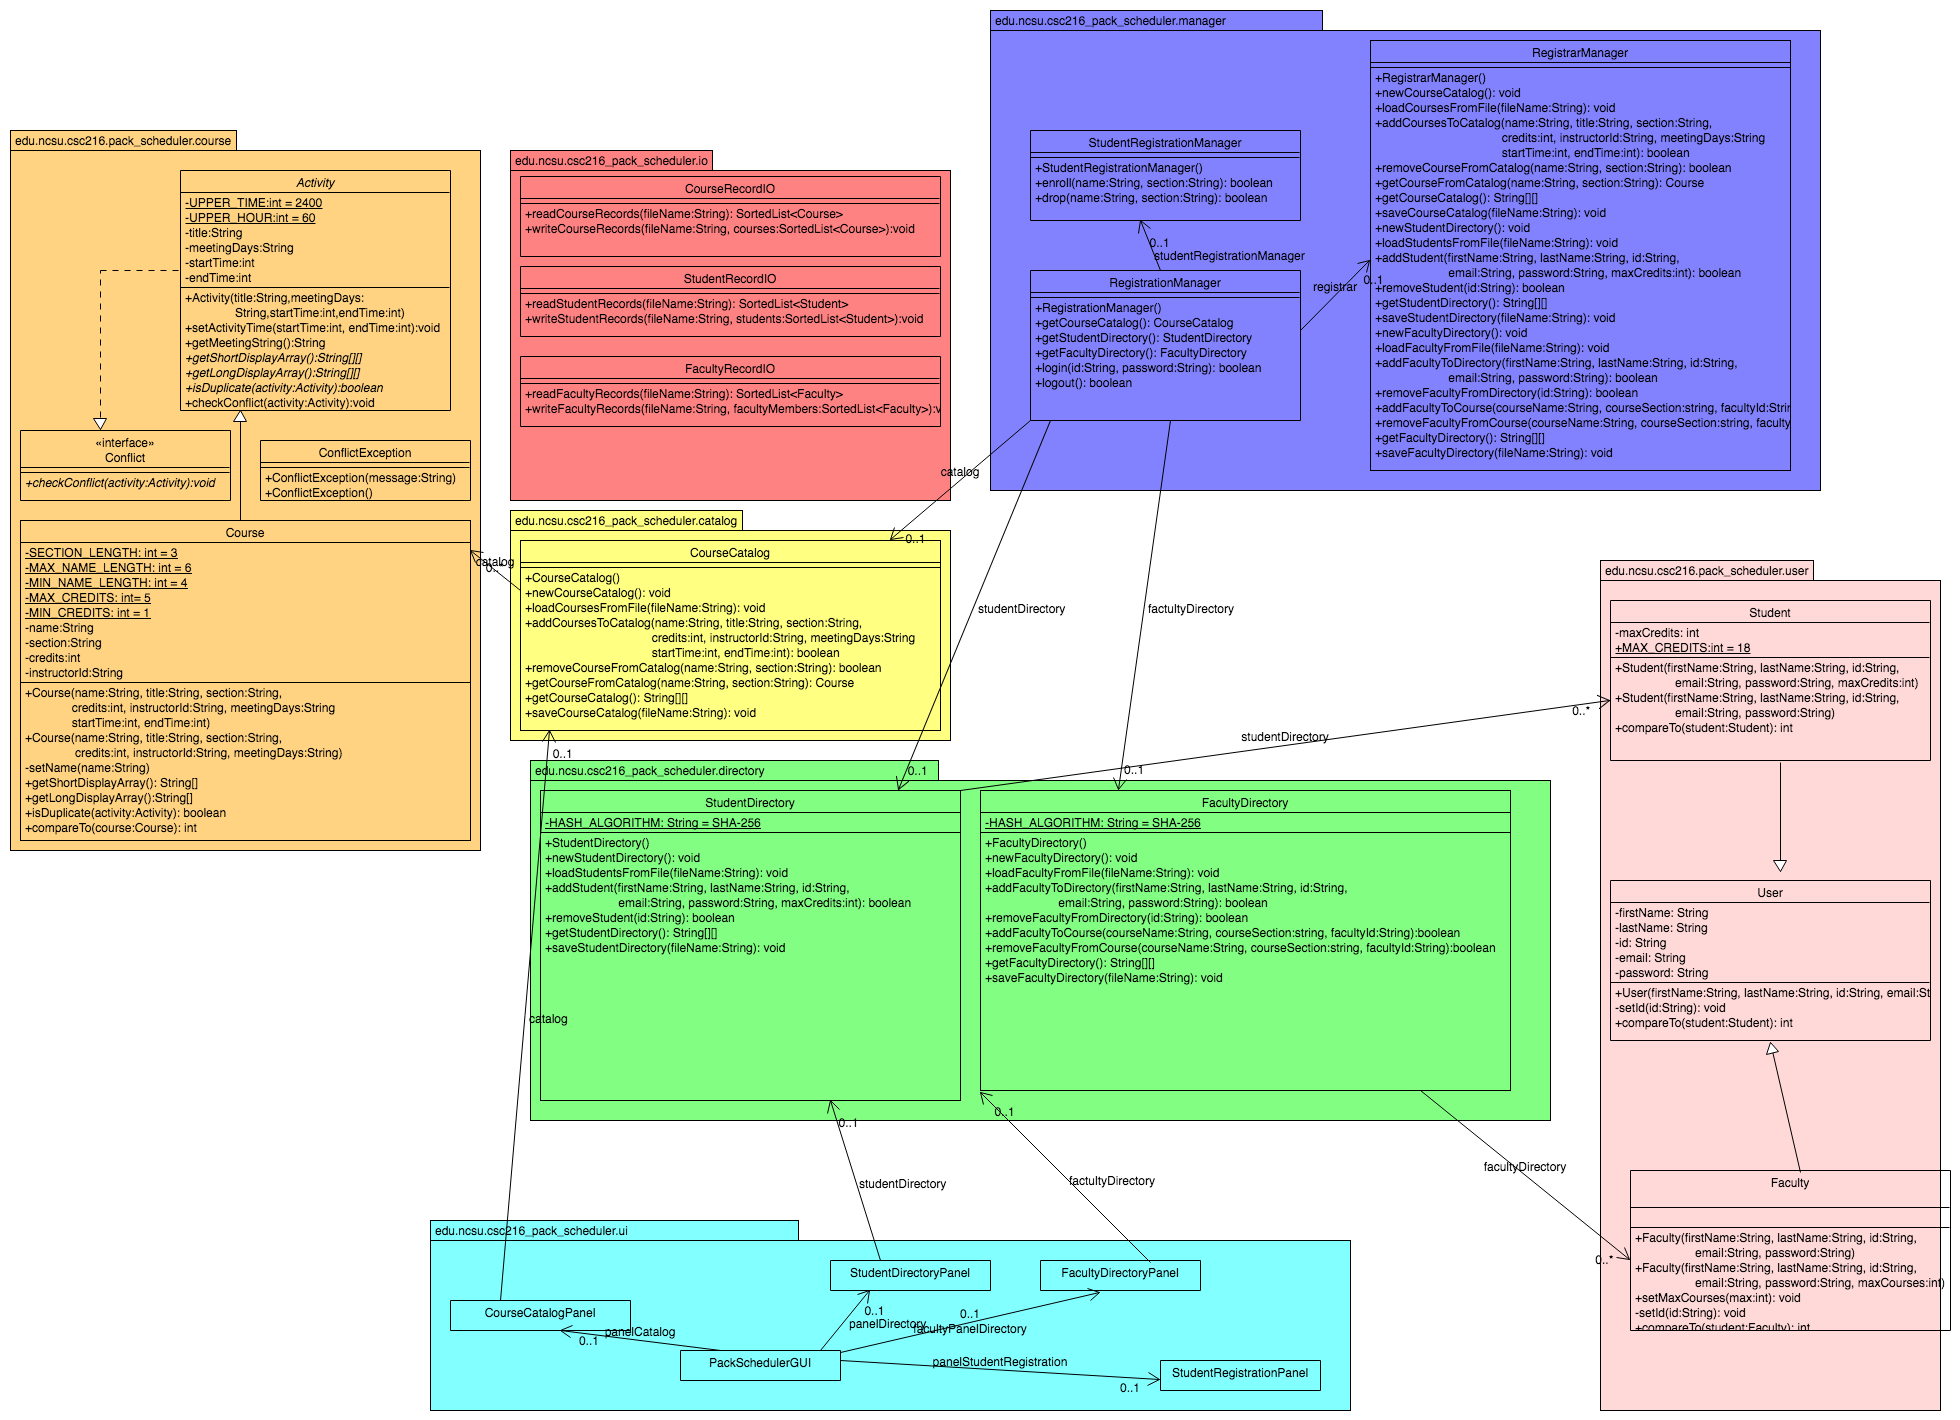 edu.ncsu.csc216_pack_scheduler.manager
RegistrarManager
+RegistrarManager()
+newCourseCatalog(): void
+loadCoursesFromFile(fileName:String): void
+addCoursesToCatalog(name:String, title:String, section:String,
credits:int, instructorId:String, meetingDays:String
startTime:int, endTime:int): boolean
+removeCourseFromCatalog(name:String, section:String): boolean
+getCourseFromCatalog(name:String, section:String): Course
+getCourseCatalog(): String[][]
+saveCourseCatalog(fileName:String): void
+newStudentDirectory(): void
+loadStudentsFromFile(fileName:String): void
+addStudent(firstName:String, lastName:String, id:String,
email:String, password:String, maxCredits:int): boolean
+removeStudent(id:String): boolean
+getStudentDirectory(): String[][]
+saveStudentDirectory(fileName:String): void
+newFacultyDirectory(): void
+loadFacultyFromFile(fileName:String): void
+addFacultyToDirectory(firstName:String, lastName:String, id:String,
email:String, password:String): boolean
+removeFacultyFromDirectory(id:String): boolean
+addFacultyToCourse(courseName:String, courseSection:string, facultyId:Strin
+removeFacultyFromCourse(courseName:String, courseSection:string, faculty
+getFacultyDirectory(): String[][]
+saveFacultyDirectory(fileName:String): void
StudentRegistrationManager
+StudentRegistrationManager()
+enroll(name:String, section:String): boolean
+drop(name:String, section:String): boolean
0..1
studentRegistrationManager
RegistrationManager
+RegistrationManager()
+getCourseCatalog(): CourseCatalog
+getStudentDirectory(): StudentDirectory
+getFacultyDirectory(): FacultyDirectory
+login(id:String, password:String): boolean
+logout(): boolean
registrar
0..1
edu.ncsu.csc216.pack_scheduler.course
Activity
-UPPER_TIME:int = 2400
-UPPER_HOUR:int = 60
-title:String
-meetingDays:String
-startTime:int
-endTime:int
+Activity(title:String,meetingDays:
String,startTime:int,endTime:int)
+setActivityTime(startTime:int, endTime:int):void
+getMeetingString():String
+getShortDisplayArray():String[][]
+getLongDisplayArray():String[][]
+isDuplicate(activity:Activity):boolean
+checkConflict(activity:Activity):void
«interface»
Conflict
+checkConflict(activity:Activity):void
ConflictException
+ConflictException(message:String)
+ConflictException()
Course
-SECTION_LENGTH: int = 3
-MAX_NAME_LENGTH: int = 6
-MIN_NAME_LENGTH: int = 4
-MAX_CREDITS: int= 5
-MIN_CREDITS: int = 1
-name:String
-section:String
-credits:int
-instructorId:String
+Course(name:String, title:String, section:String,
credits:int, instructorId:String, meetingDays:String
startTime:int, endTime:int)
+Course(name:String, title:String, section:String,
credits:int, instructorId:String, meetingDays:String)
-setName(name:String)
+getShortDisplayArray(): String[]
+getLongDisplayArray():String[]
+isDuplicate(activity:Activity): boolean
+compareTo(course:Course): int
edu.ncsu.csc216_pack_scheduler.io
CourseRecordIO
+readCourseRecords(fileName:String): SortedList<Course>
+writeCourseRecords(fileName:String, courses:SortedList<Course>):void
StudentRecordIO
+readStudentRecords(fileName:String): SortedList<Student>
+writeStudentRecords(fileName:String, students:SortedList<Student>):void
FacultyRecordIO
+readFacultyRecords(fileName:String): SortedList<Faculty>
+writeFacultyRecords(fileName:String, facultyMembers:SortedList<Faculty>):v
catalog
0..1
edu.ncsu.csc216_pack_scheduler.catalog
CourseCatalog
+CourseCatalog()
+newCourseCatalog(): void
+loadCoursesFromFile(fileName:String): void
+addCoursesToCatalog(name:String, title:String, section:String,
credits:int, instructorId:String, meetingDays:String
startTime:int, endTime:int): boolean
+removeCourseFromCatalog(name:String, section:String): boolean
+getCourseFromCatalog(name:String, section:String): Course
+getCourseCatalog(): String[][]
+saveCourseCatalog(fileName:String): void
catalog
0..*
0..1
studentDirectory
0..1
factultyDirectory
0..1
edu.ncsu.csc216_pack_scheduler.directory
StudentDirectory
-HASH_ALGORITHM: String = SHA-256
+StudentDirectory()
+newStudentDirectory(): void
+loadStudentsFromFile(fileName:String): void
+addStudent(firstName:String, lastName:String, id:String,
email:String, password:String, maxCredits:int): boolean
+removeStudent(id:String): boolean
+getStudentDirectory(): String[][]
+saveStudentDirectory(fileName:String): void
FacultyDirectory
-HASH_ALGORITHM: String = SHA-256
+FacultyDirectory()
+newFacultyDirectory(): void
+loadFacultyFromFile(fileName:String): void
+addFacultyToDirectory(firstName:String, lastName:String, id:String,
email:String, password:String): boolean
+removeFacultyFromDirectory(id:String): boolean
+addFacultyToCourse(courseName:String, courseSection:string, facultyId:String):boolean
+removeFacultyFromCourse(courseName:String, courseSection:string, facultyId:String):boolean
+getFacultyDirectory(): String[][]
+saveFacultyDirectory(fileName:String): void
studentDirectory
0..*
catalog
0..1
studentDirectory
0..1
factultyDirectory
facultyDirectory
0..*
edu.ncsu.csc216.pack_scheduler.user
Student
-maxCredits: int
+MAX_CREDITS:int = 18
+Student(firstName:String, lastName:String, id:String,
email:String, password:String, maxCredits:int)
+Student(firstName:String, lastName:String, id:String,
email:String, password:String)
+compareTo(student:Student): int
User
-firstName: String
-lastName: String
-id: String
-email: String
-password: String
+User(firstName:String, lastName:String, id:String, email:St
-setId(id:String): void
+compareTo(student:Student): int
Faculty
+Faculty(firstName:String, lastName:String, id:String,
email:String, password:String)
+Faculty(firstName:String, lastName:String, id:String,
email:String, password:String, maxCourses:int)
+setMaxCourses(max:int): void
-setId(id:String): void
+compareTo(student:Faculty): int
edu.ncsu.csc216_pack_scheduler.ui
StudentDirectoryPanel
FacultyDirectoryPanel
CourseCatalogPanel
PackSchedulerGUI
StudentRegistrationPanel
panelCatalog
0..1
0..1
panelDirectory
0..1
facultyPanelDirectory
panelStudentRegistration
0..1